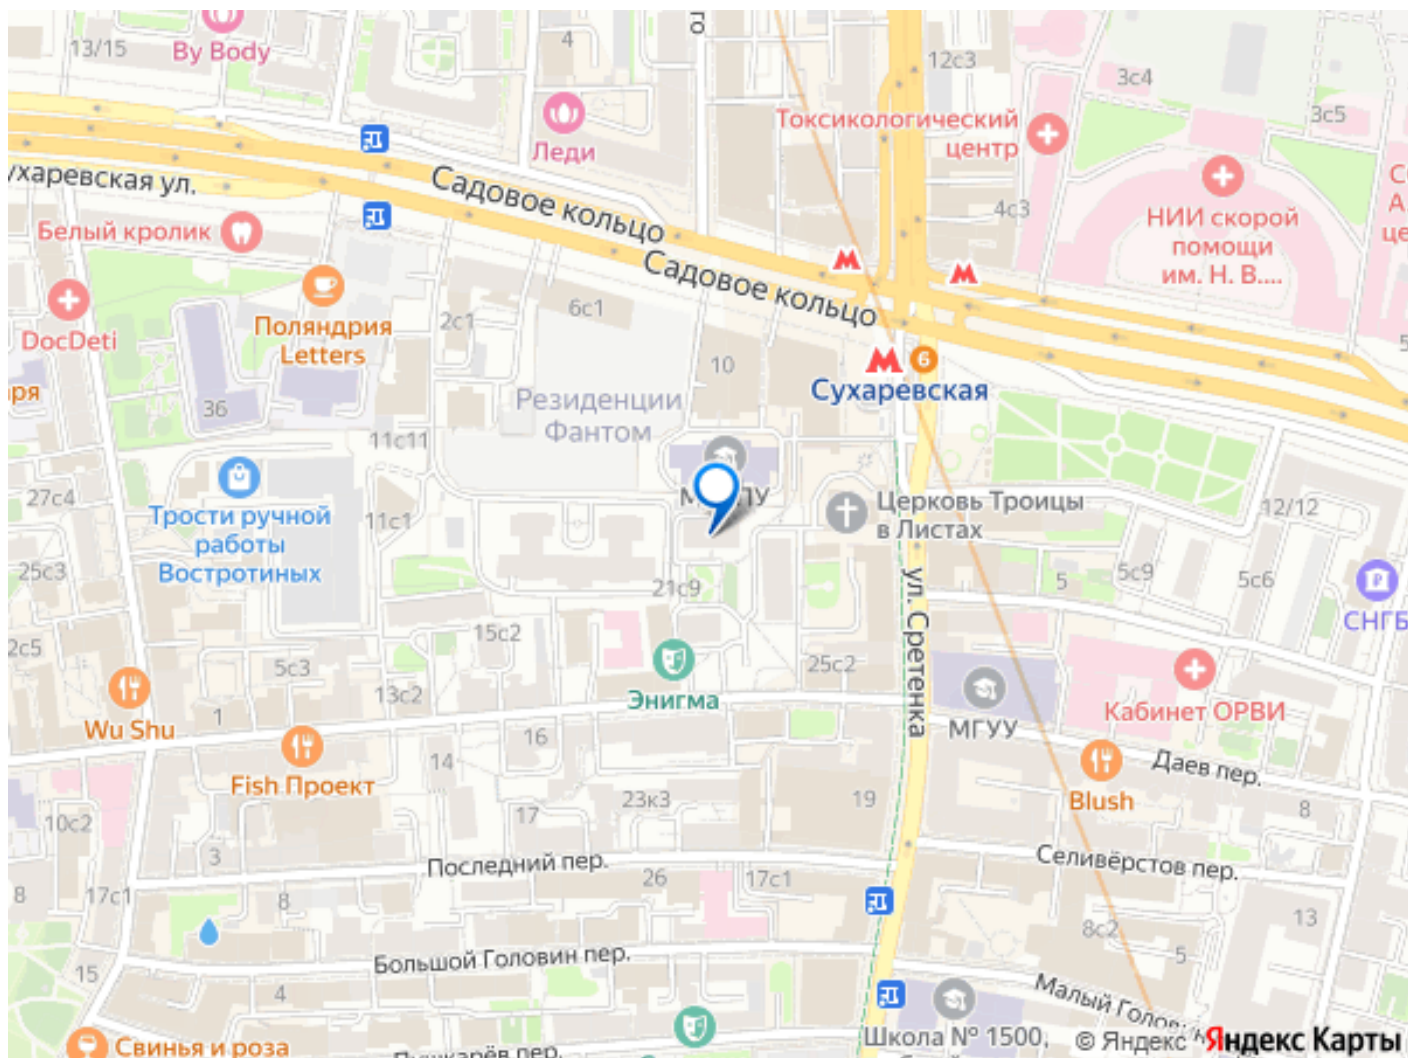 13/15
By Body
4
12с3
3с4
3с5
Токсикологический
центр
Леди
НИИ скорой
помощи
им. Н. В....
Садовое кольцо
Садовое кольцо
4с3
Белый кролик
DocDeti
Поляндрия
Letters
2с1
6с1
10
Сухаревская
6
Резиденции
Фантом
36
11с11
27с4
Трости ручной
работы
Востротиных
11с1
Церковь Троицы
в Листах
12/12
25с3
21с9
5
5с9
5с6
ул. Сретенка
15с2
5с3
13с2
25с2
Энигма
МГУУ
Кабинет ОРВИ
Wu Shu
1
Fish Проект
14
16
Blush
Даев пер.
8
10с2
23к3
19
17
3
Последний пер.
Селивёрстов пер.
8
17с1
8
26
17с1
13
8с2
5
Большой Головин пер.
15
4
Свинья и роза
Школа № 1500,
© Яндекс
Яндекс Карты